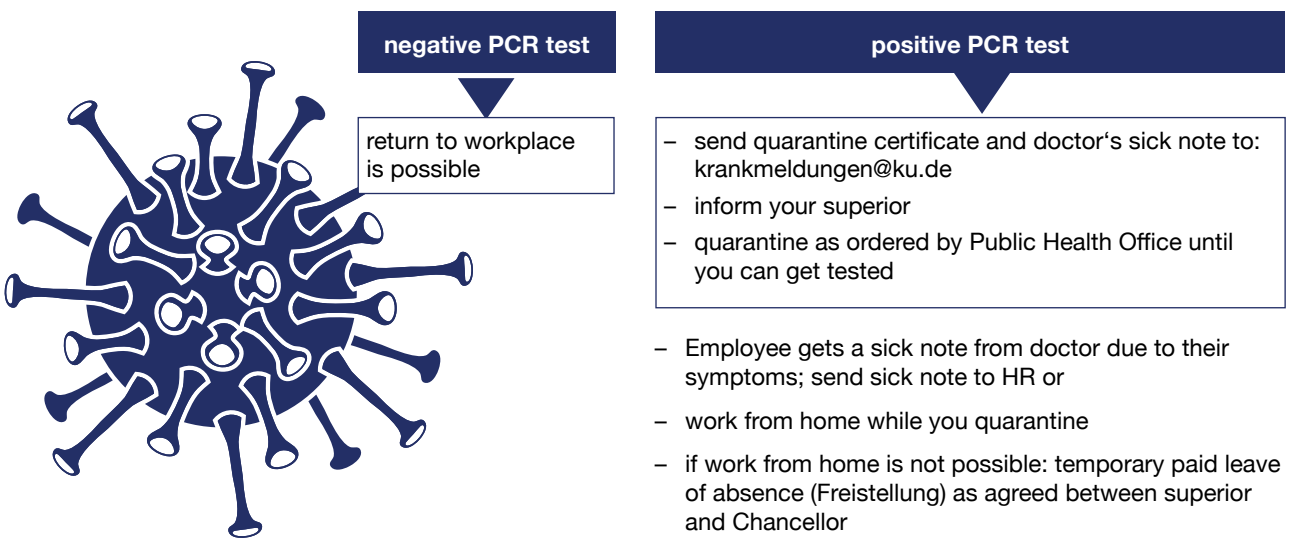 negative PCR test
return to workplace
is possible
positive PCR test
– send quarantine certificate and doctor‘s sick note to:
krankmeldungen@ku.de
– inform your superior
– quarantine as ordered by Public Health Office until
you can get tested
– Employee gets a sick note from doctor due to their
symptoms; send sick note to HR or
– work from home while you quarantine
– if work from home is not possible: temporary paid leave
of absence (Freistellung) as agreed between superior
and Chancellor